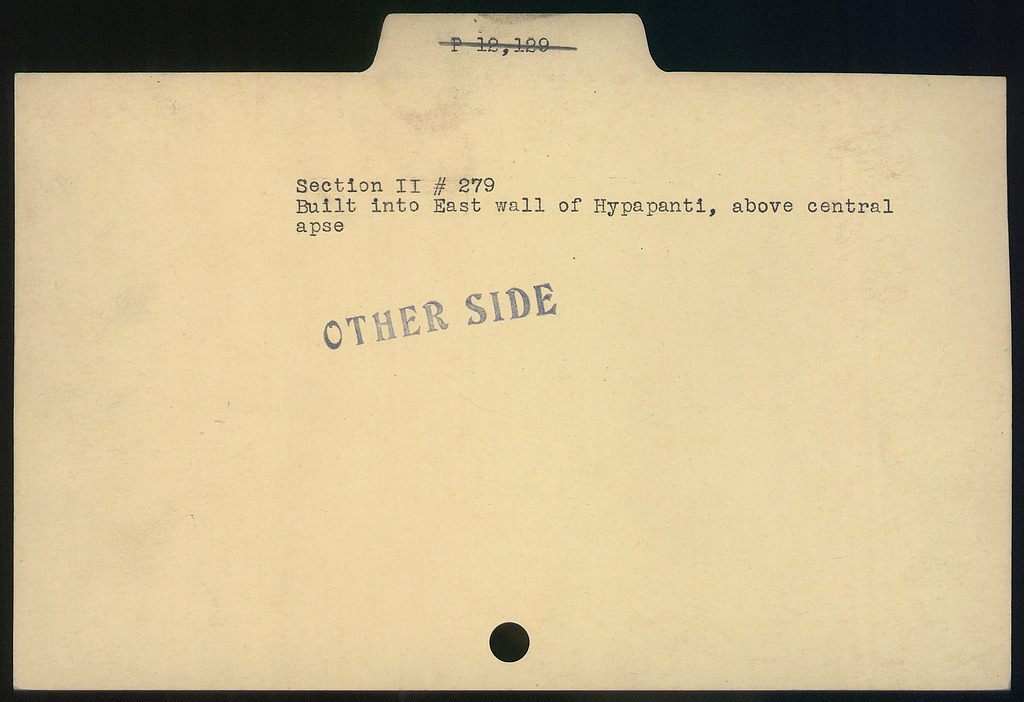 P 12,129
Section II # 279
Built into East wall of Hypapanti, above central
apse
OTHER SIDE